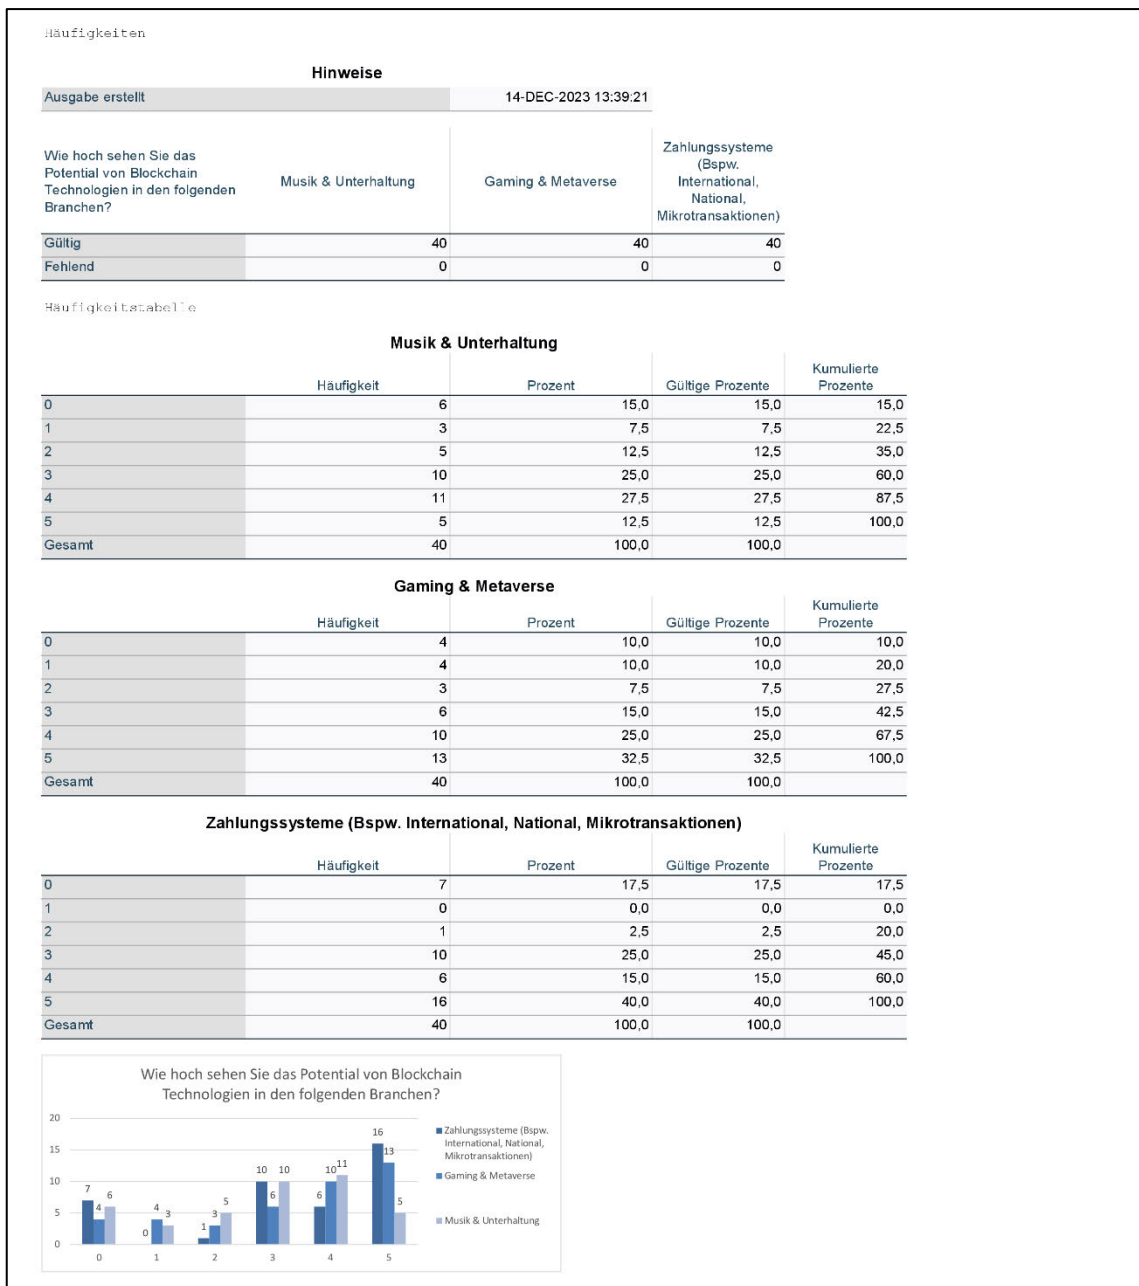 Häufigkeiten
Hinweise
Ausgabe erstellt 14-DEC-2023 13:39:21
Wie hoch sehen Sie das
Potential von Blockchain
Technologien in den folgenden
Branchen?
Musik & Unterhaltung
Gaming & Metaverse
Zahlungssysteme
(Bspw.
International,
National,
Mikrotransaktionen)
Gültig 40 40 40
Fehlend 0 0 0
Häufigkeitstabelle
Musik & Unterhaltung
Häufigkeit Prozent Gültige Prozente Kumulierte
Prozente
0 6 15,0 15,0 15,0
1 3 7,5 7,5 22,5
2 5 12,5 12,5 35,0
3 10 25,0 25,0 60,0
4 11 27,5 27,5 87,5
5 5 12,5 12,5 100,0
Gesamt 40 100,0 100,0
Gaming & Metaverse
Häufigkeit Prozent Gültige Prozente Kumulierte
Prozente
0 4 10,0 10,0 10,0
1 4 10,0 10,0 20,0
2 3 7,5 7,5 27,5
3 6 15,0 15,0 42,5
4 10 25,0 25,0 67,5
5 13 32,5 32,5 100,0
Gesamt 40 100,0 100,0
Zahlungssysteme (Bspw. International, National, Mikrotransaktionen)
Häufigkeit Prozent Gültige Prozente Kumulierte
Prozente
0 7 17,5 17,5 17,5
1 0 0,0 0,0 0,0
2 1 2,5 2,5 20,0
3 10 25,0 25,0 45,0
4 6 15,0 15,0 60,0
5 16 40,0 40,0 100,0
Gesamt 40 100,0 100,0
Wie hoch sehen Sie das Potential von Blockchain
Technologien in den folgenden Branchen?
20
15
10
5
0
7 4 6
0 4 3
1 3 5
10 6 10
6 10 11
16 13 5
0 1 2 3 4 5
Zahlungssysteme (Bspw.
International, National,
Mikrotransaktionen)
Gaming & Metaverse
Musik & Unterhaltung